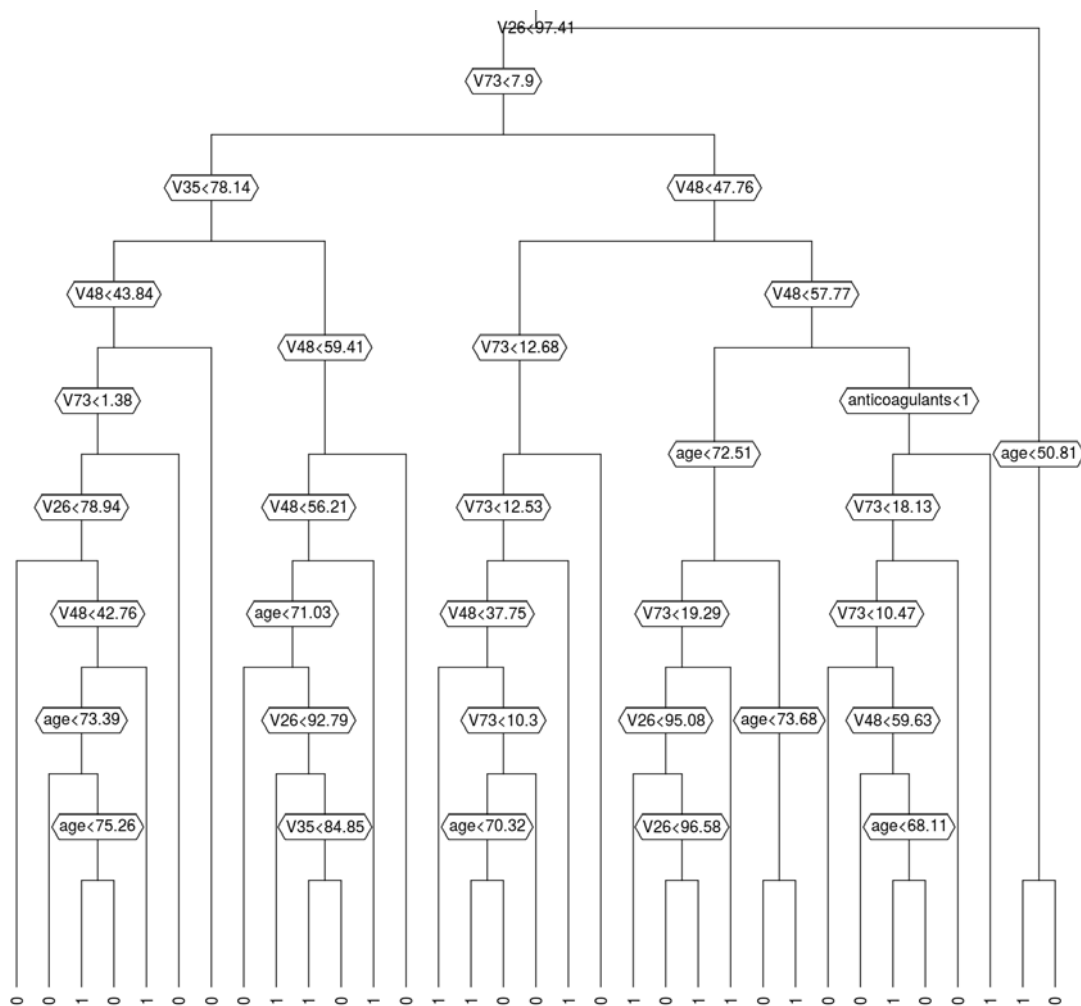 V26<97.41
V73<7.9
V35<78.14 V48<47.76
V48<43.84 V48<57.77
V48<59.41 V73<12.68
V73<1.38 anticoagulants<1
age<72.51 age<50.81
V26<78.94 V48<56.21 V73<12.53 V73<18.13
V48<42.76 age<71.03 V48<37.75 V73<19.29 V73<10.47
age<73.39 V26<92.79 V73<10.3 V26<95.08 age<73.68 V48<59.63
age<75.26 V35<84.85 age<70.32 V26<96.58 age<68.11
0 0 1 0 1 0 0 0 1 1 0 1 0 1 1 0 0 1 0 1 0 1 1 0 1 0 0 1 0 0 1 1 0